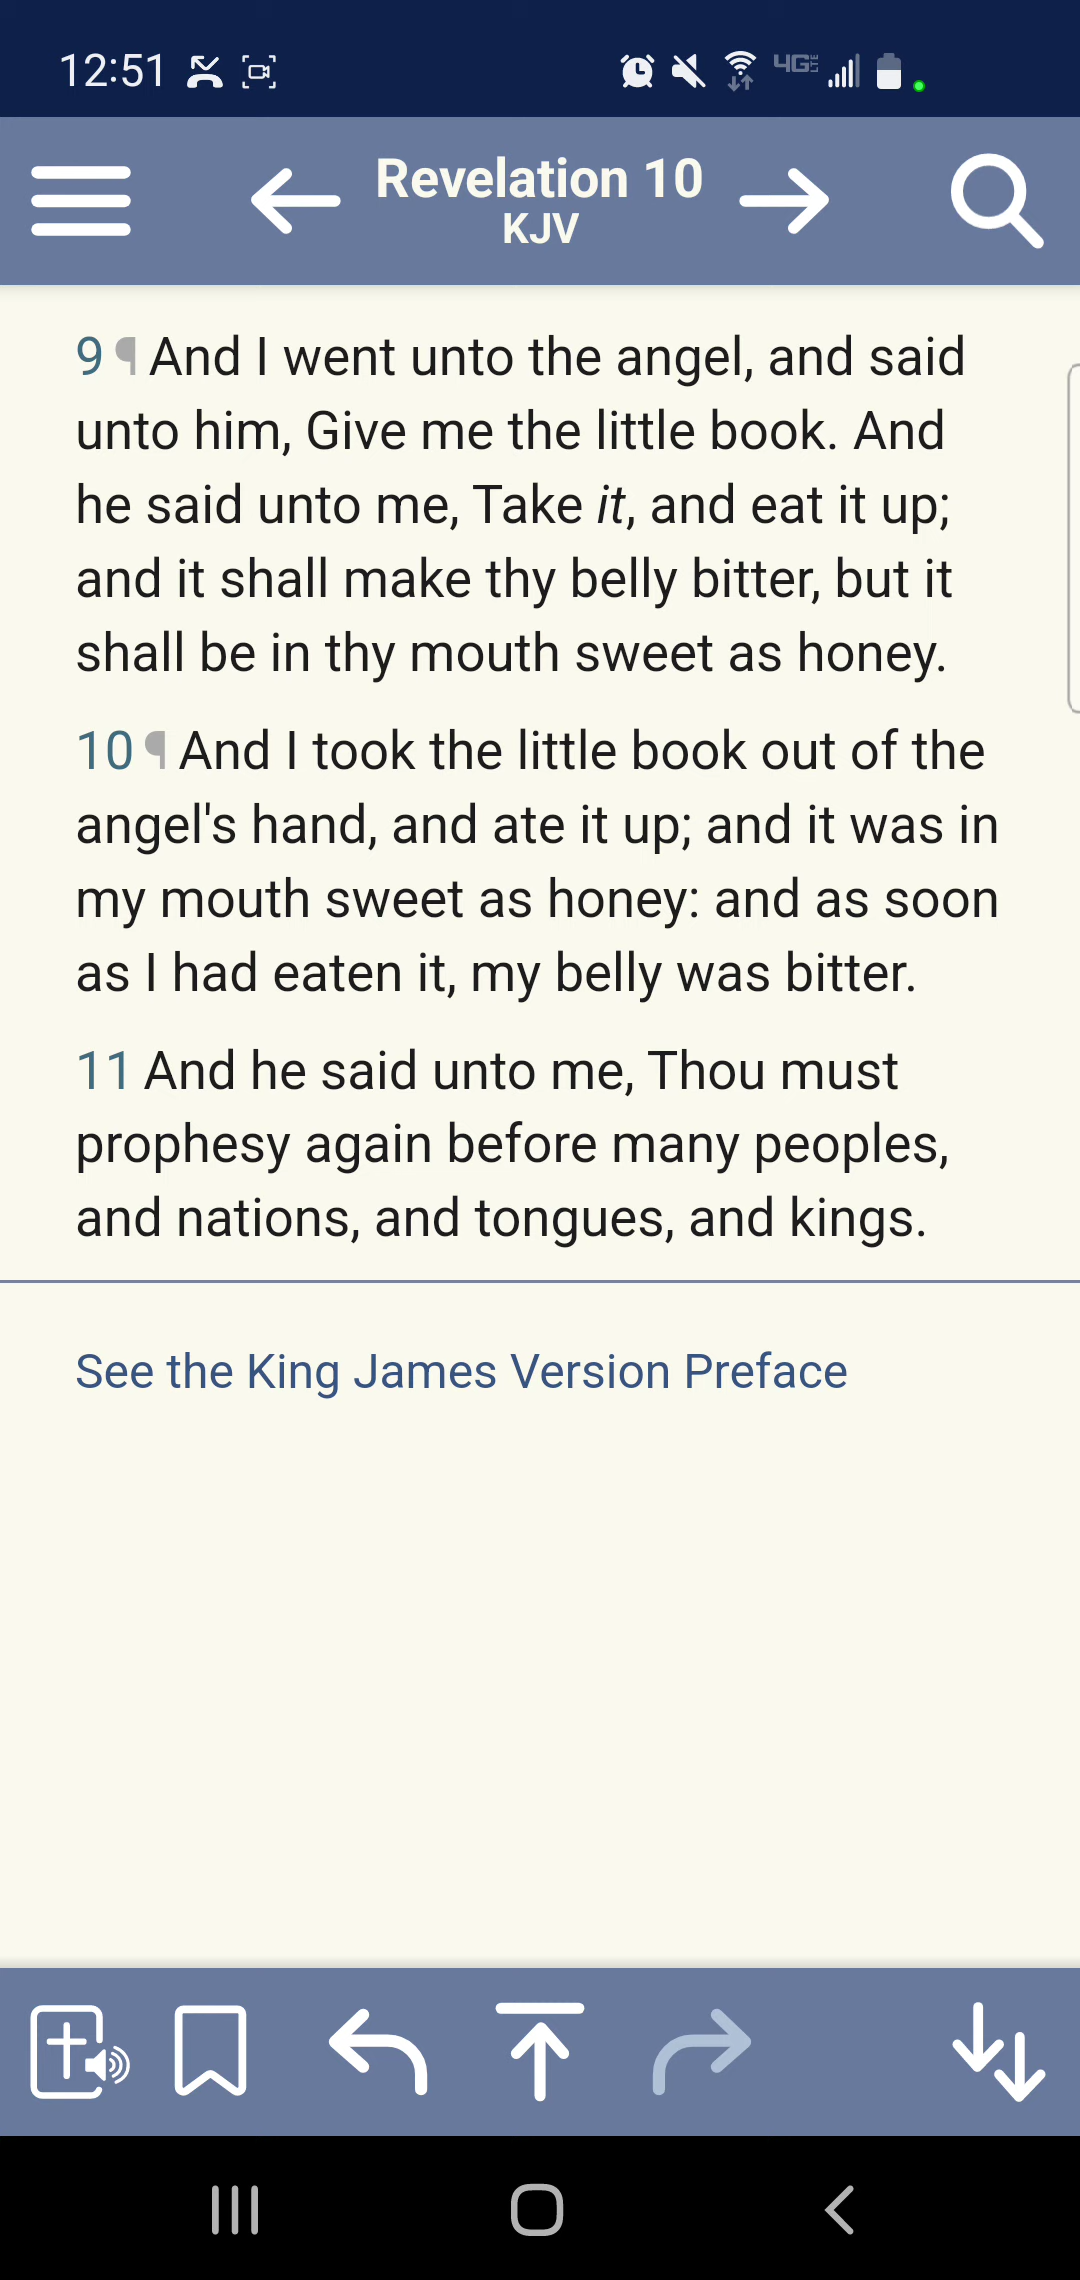 12:51 4G LTE
Revelation 10
KJV
9 ¶ And I went unto the angel, and said
unto him, Give me the little book. And
he said unto me, Take it, and eat it up;
and it shall make thy belly bitter, but it
shall be in thy mouth sweet as honey.
10 ¶ And I took the little book out of the
angel's hand, and ate it up; and it was in
my mouth sweet as honey: and as soon
as I had eaten it, my belly was bitter.
11 And he said unto me, Thou must
prophesy again before many peoples,
and nations, and tongues, and kings.
See the King James Version Preface